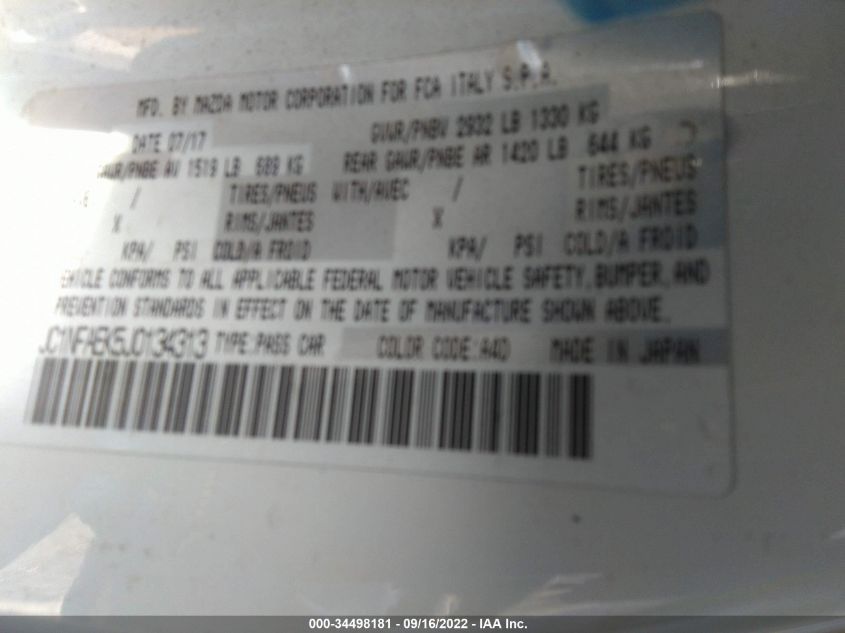 MFD. BY MAZDA MOTOR CORPORATION FOR FCA ITALY S.P.A.
DATE 07/17 GVWR/PNBV 2932 LB 1330 KG
GAWR/PNBE AV 1519 LB 689 KG REAR GAWR/PNBE AR 1420 LB 644 KG
/ TIRES/PNEUS WITH/AVEC / TIRES/PNEUS
X RIMS/JANTES X RIMS/JANTES
KPA/ PSI COLD/A FROID KPA/ PSI COLD/A FROID
VEHICLE CONFORMS TO ALL APPLICABLE FEDERAL MOTOR VEHICLE SAFETY, BUMPER, AND
PREVENTION STANDARDS IN EFFECT ON THE DATE OF MANUFACTURE SHOWN ABOVE.
JC1NFAEK5J0134313 TYPE:PASS CAR COLOR CODE:A4D MADE IN JAPAN
000-34498181 - 09/16/2022 - IAA Inc.